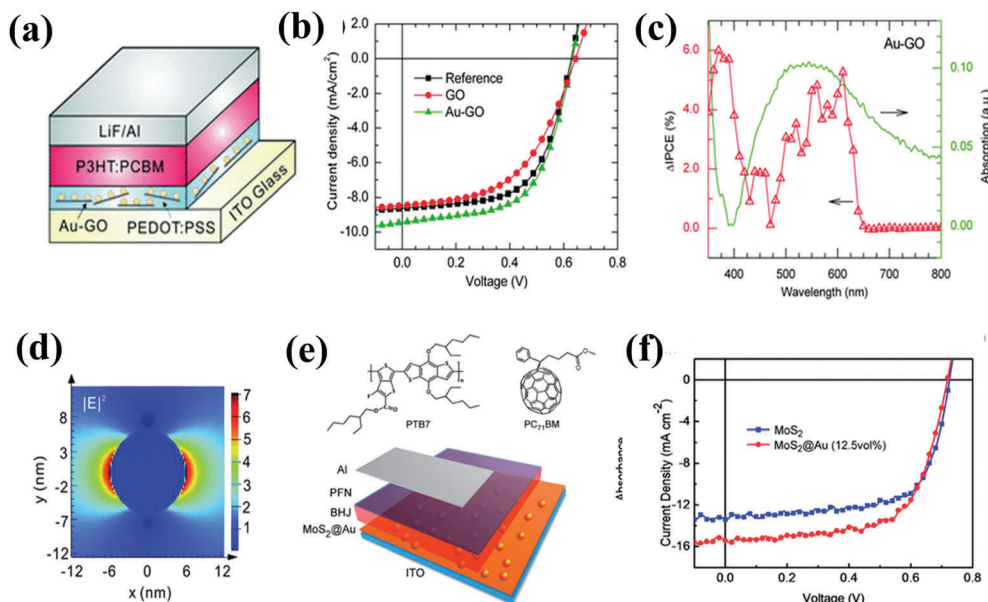 (a)
LiF/Al
P3HT:PCBM
Au-GO
PEDOT:PSS
ITO Glass
(b)
Current density (mA/cm²)
2.0
0.0
-2.0
-4.0
-6.0
-8.0
-10.0
Reference
GO
Au-GO
0.0 0.2 0.4 0.6 0.8
Voltage (V)
(c)
Au-GO
ΔIPCE (%)
6.0
4.0
2.0
0.0
Absorption (a.u.)
0.10
0.05
0.00
400 500 600 700 800
Wavelength (nm)
(d)
|E|²
y (nm)
12
8
3
-2
-7
-12
7
6
5
4
3
2
1
-12 -6 0 6 12
x (nm)
(e)
PTB7
PC₇₁BM
Al
PFN
BHJ
MoS₂@Au
ITO
(f)
Absorbance
Current Density (mA cm⁻²)
0
-4
-8
-12
-16
MoS₂
MoS₂@Au (12.5vol%)
0.0 0.2 0.4 0.6 0.8
Voltage (V)